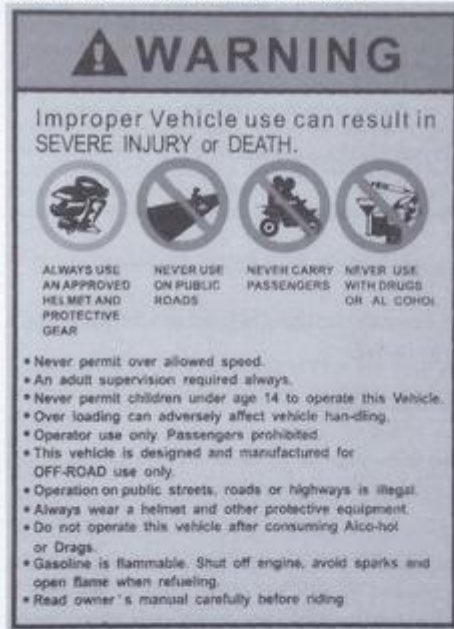 WARNING
Improper Vehicle use can result in
SEVERE INJURY or DEATH.
ALWAYS USE
AN APPROVED
HELMET AND
PROTECTIVE
GEAR
NEVER USE
ON PUBLIC
ROADS
NEVER CARRY
PASSENGERS
NEVER USE
WITH DRUGS
OR AL COHOL
• Never permit over allowed speed.
• An adult supervision required always.
• Never permit children under age 14 to operate this Vehicle.
• Over loading can adversely affect vehicle han-dling.
• Operator use only. Passengers prohibited.
• This vehicle is designed and manufactured for
OFF-ROAD use only.
• Operation on public streets, roads or highways is illegal.
• Always wear a helmet and other protective equipment.
• Do not operate this vehicle after consuming Alco-hol
or Drags.
• Gasoline is flammable. Shut off engine, avoid sparks and
open flame when refueling.
• Read owner's manual carefully before riding